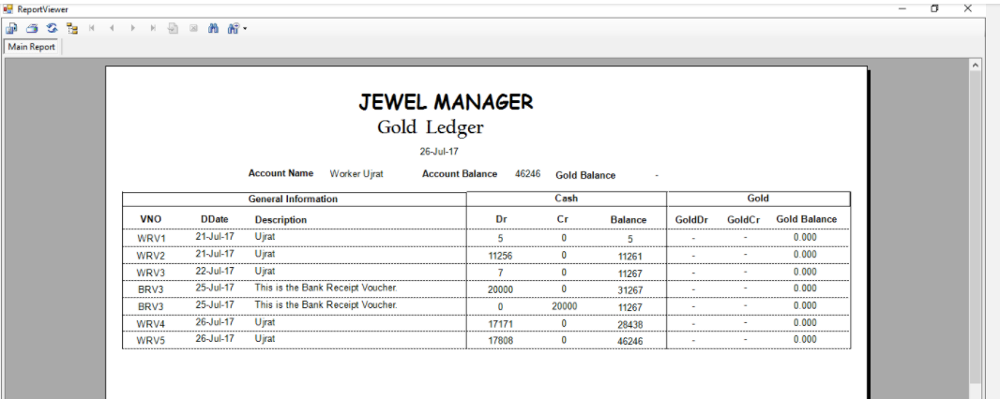 ReportViewer
Main Report
JEWEL MANAGER
Gold Ledger
26-Jul-17
Account Name Worker Ujrat Account Balance 46246 Gold Balance -
General Information Cash Gold
VNO DDate Description Dr Cr Balance GoldDr GoldCr Gold Balance
WRV1 21-Jul-17 Ujrat 5 0 5 - - 0.000
WRV2 21-Jul-17 Ujrat 11256 0 11261 - - 0.000
WRV3 22-Jul-17 Ujrat 7 0 11267 - - 0.000
BRV3 25-Jul-17 This is the Bank Receipt Voucher. 20000 0 31267 - - 0.000
BRV3 25-Jul-17 This is the Bank Receipt Voucher. 0 20000 11267 - - 0.000
WRV4 26-Jul-17 Ujrat 17171 0 28438 - - 0.000
WRV5 26-Jul-17 Ujrat 17808 0 46246 - - 0.000